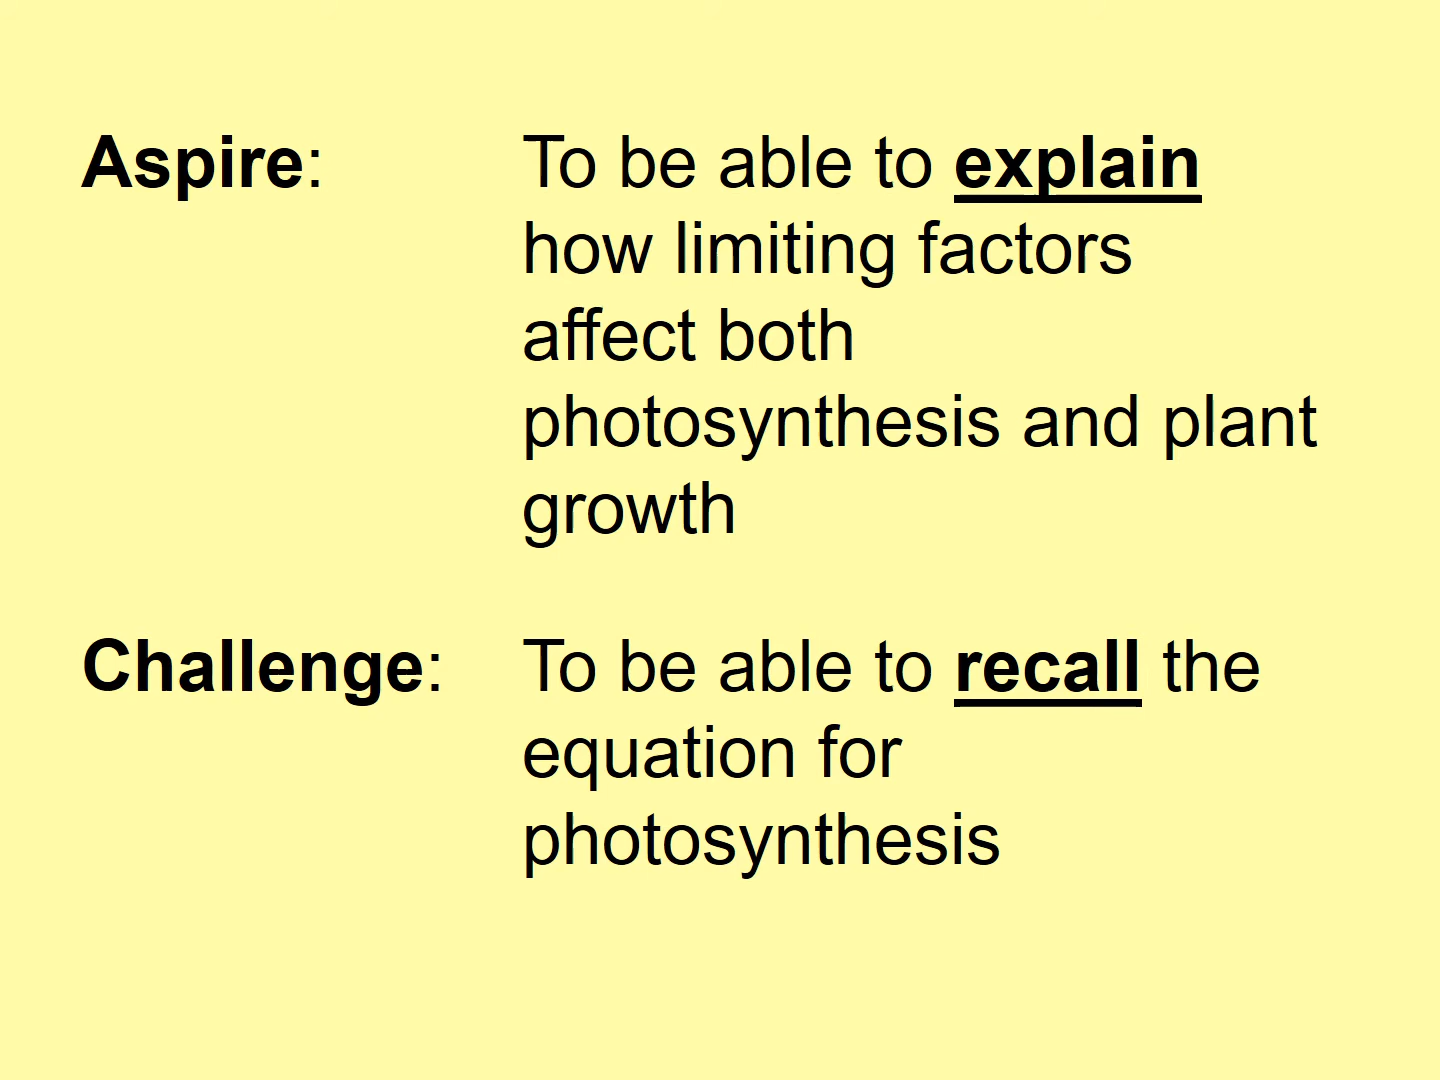 Aspire: To be able to explain
how limiting factors
affect both
photosynthesis and plant
growth
Challenge: To be able to recall the
equation for
photosynthesis